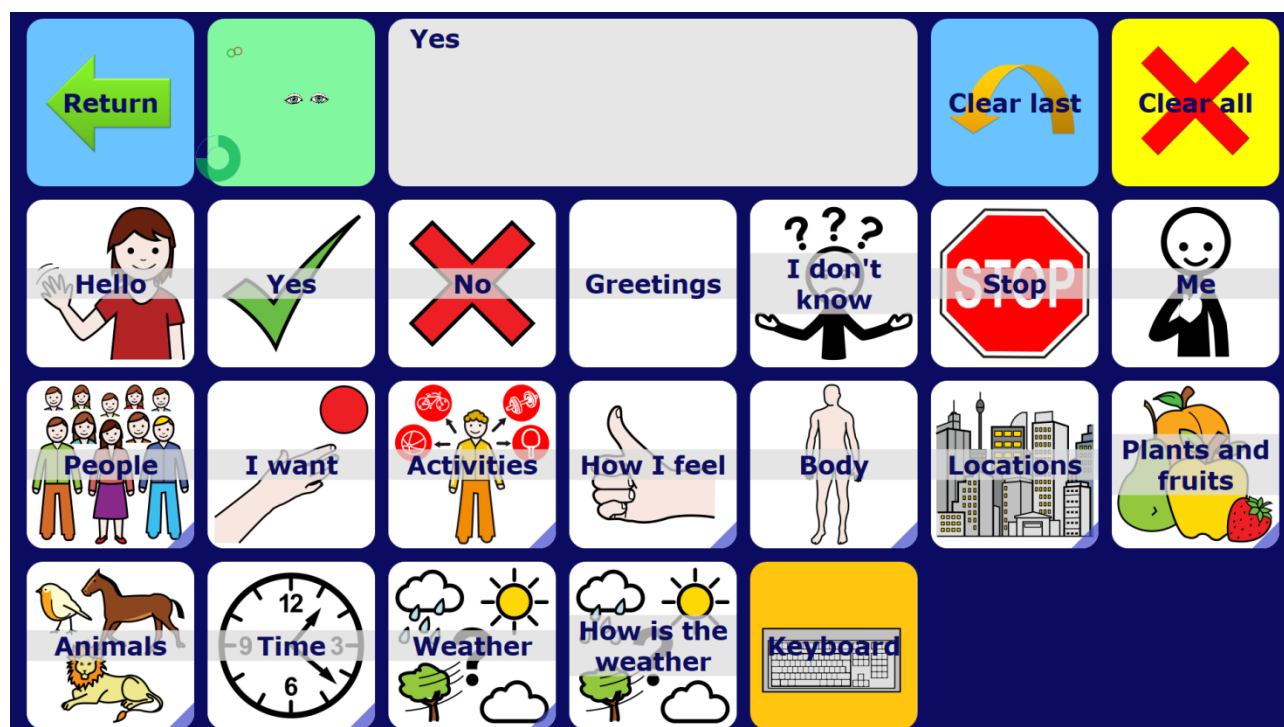 Return
Yes
Clear last
Clear all
Hello
Yes
No
Greetings
I don't
know
STOP
Stop
Me
People
I want
Activities
How I feel
Body
Locations
Plants and
fruits
Animals
12
9
3
6
Time
Weather
How is the
weather
Keyboard